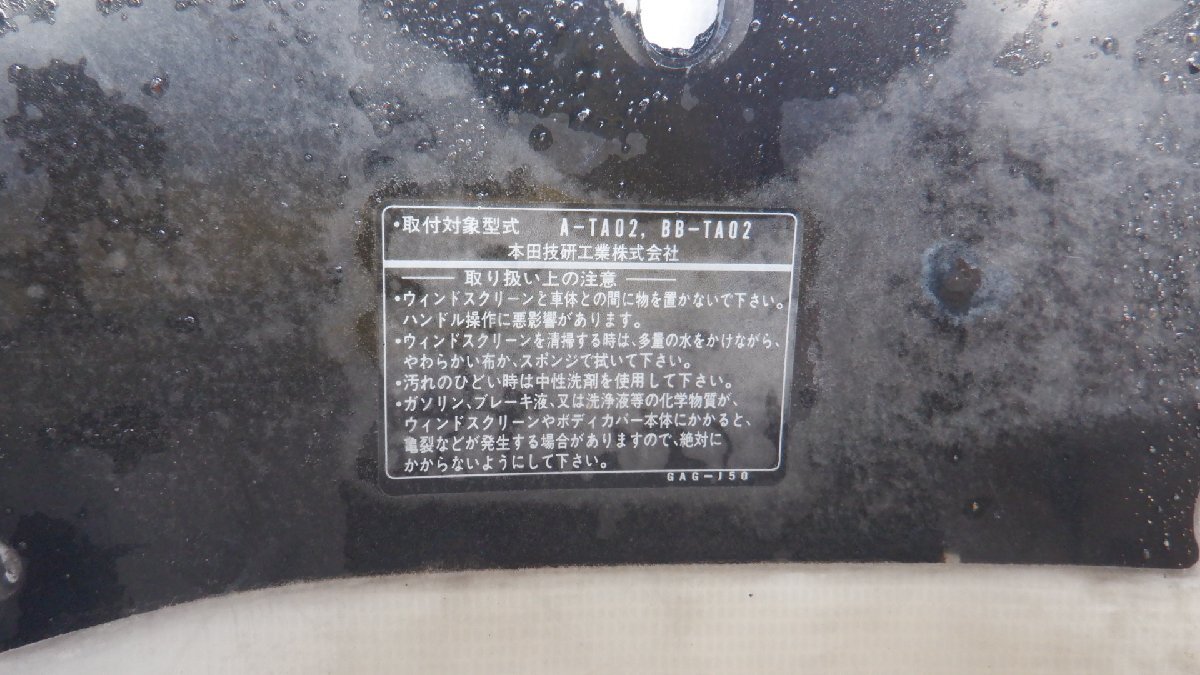 ・取付対象型式 A-TA02, BB-TA02
本田技研工業株式会社
取り扱い上の注意
・ウィンドスクリーンと車体との間に物を置かないで下さい。
ハンドル操作に悪影響があります。
・ウィンドスクリーンを清掃する時は、多量の水をかけながら、
やわらかい布か、スポンジで拭いて下さい。
・汚れのひどい時は中性洗剤を使用して下さい。
・ガソリン、ブレーキ液、又は洗浄液等の化学物質が、
ウィンドスクリーンやボディカバー本体にかかると、
亀裂などが発生する場合がありますので、絶対に
かからないようにして下さい。
GAG-J50